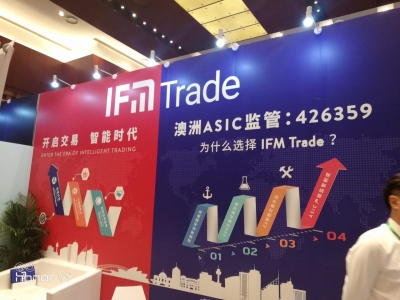 IFM Trade
开启交易 智能时代
ENTER THE ERA OF INTELLIGENT TRADING
澳洲ASIC监管:426359
为什么选择 IFM Trade ?
01 02 03 04